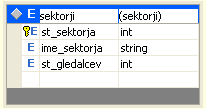 E sektorji (sektorji)
E st_sektorja int
E ime_sektorja string
E st_gledalcev int